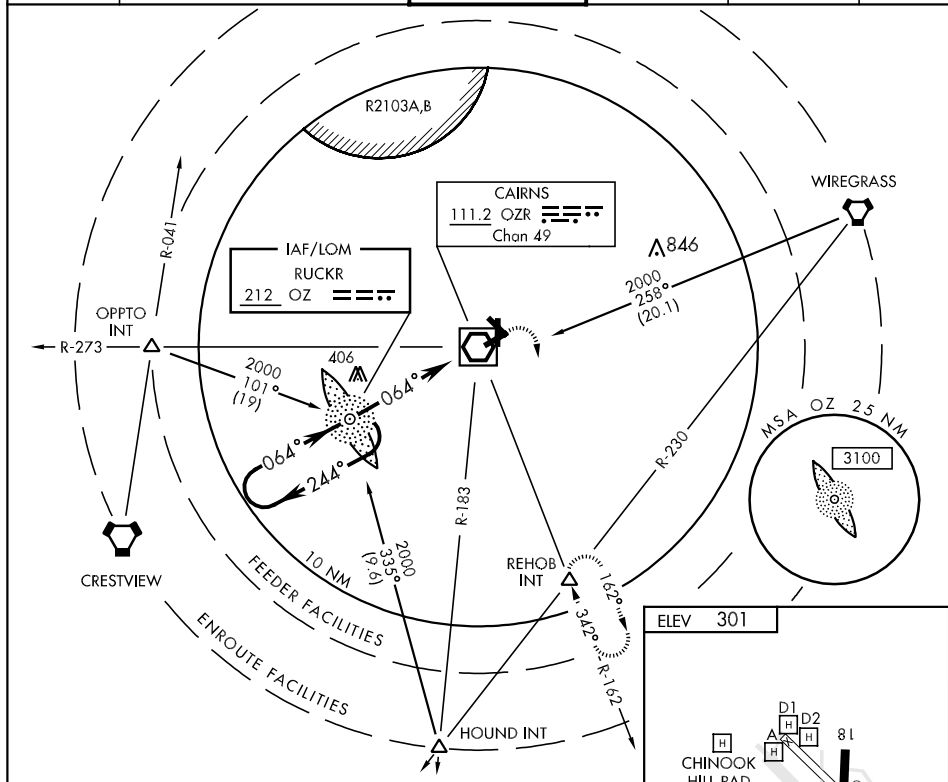 R2103A,B
WIREGRASS
CAIRNS
111.2 OZR
Chan 49
846
2000
258°
(20.1)
R-041
IAF/LOM
RUCKR
212 OZ
OPPTO
INT
R-273
2000
101°
(19)
406
064°
064°
244°
R-230
MSA OZ 25 NM
3100
R-183
2000
335°
(9.6)
CRESTVIEW
10 NM
REHOB
INT
162°
342°
R-162
FEEDER FACILITIES
ENROUTE FACILITIES
HOUND INT
ELEV 301
D1
H
D2
H
A
H
18
H
CHINOOK
HILL PAD